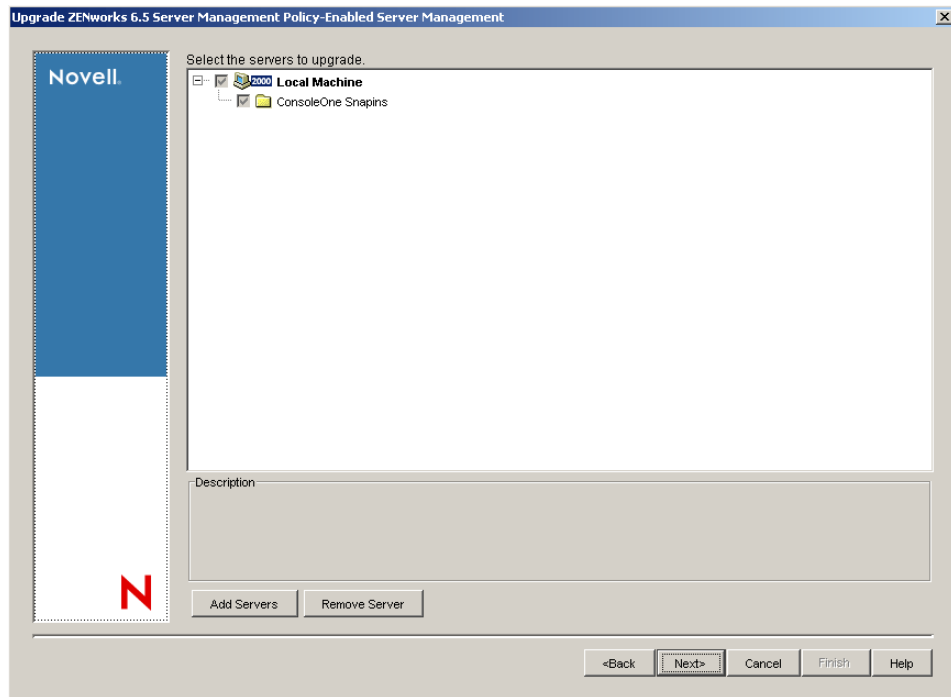 Upgrade ZENworks 6.5 Server Management Policy-Enabled Server Management
Novell.
Select the servers to upgrade.
2000 Local Machine
ConsoleOne Snapins
Description
N
Add Servers
Remove Server
<Back
Next>
Cancel
Finish
Help